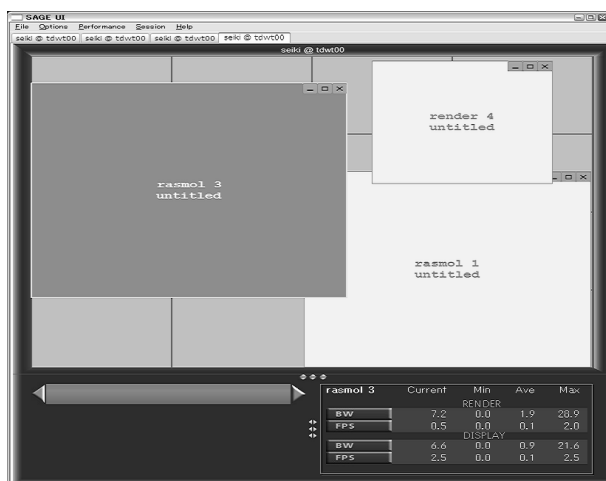 SAGE UI
File Options Performance Session Help
seiki @ tdwt00 seiki @ tdwt00 seiki @ tdwt00 seiki @ tdwt00
seiki @ tdwt00
render 4
untitled
rasmol 3
untitled
rasmol 1
untitled
rasmol 3 Current Min Ave Max
RENDER
BW 7.2 0.0 1.9 28.9
FPS 0.5 0.0 0.1 2.0
DISPLAY
BW 6.6 0.0 0.9 21.6
FPS 2.5 0.0 0.1 2.5